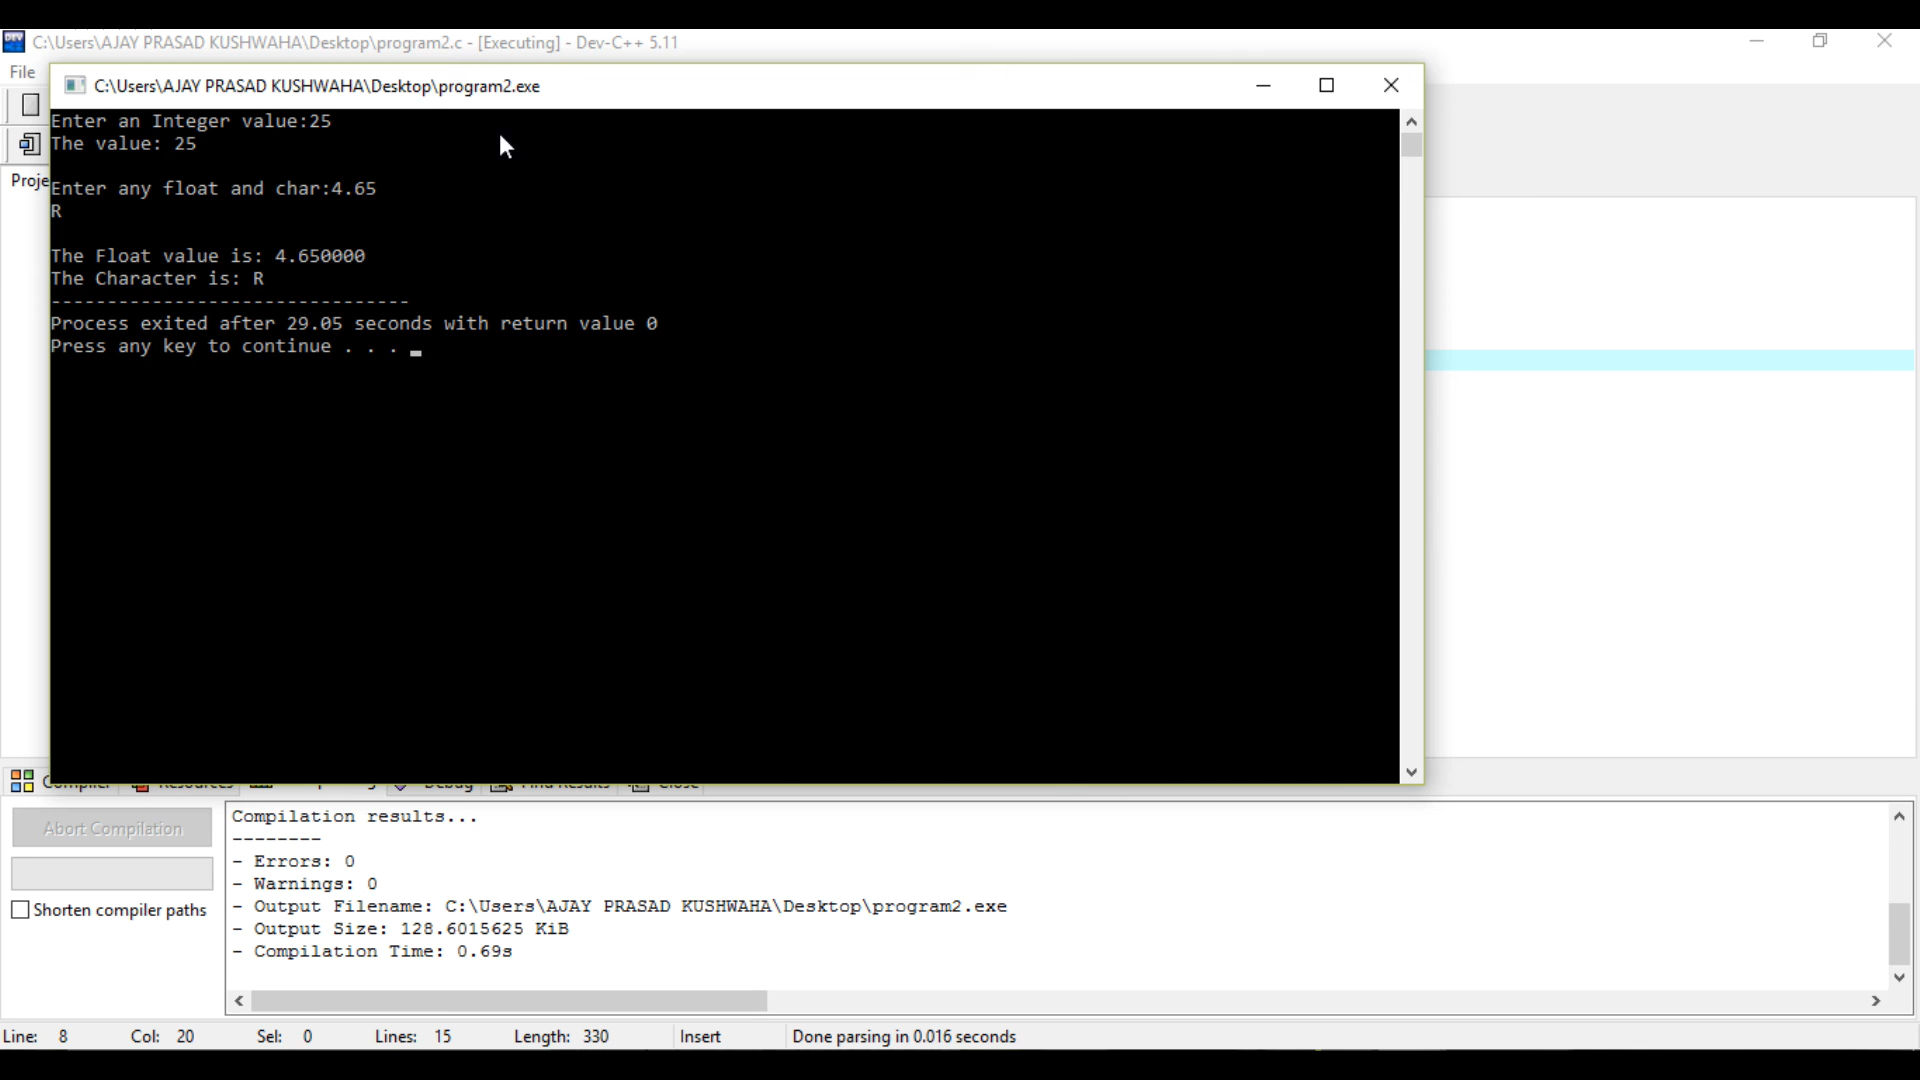 C:\Users\AJAY PRASAD KUSHWAHA\Desktop\program2.c - [Executing] - Dev-C++ 5.11
File
C:\Users\AJAY PRASAD KUSHWAHA\Desktop\program2.exe
Enter an Integer value:25
The value: 25
Enter any float and char:4.65
R
The Float value is: 4.650000
The Character is: R
--------------------------------
Process exited after 29.05 seconds with return value 0
Press any key to continue . . .
Compilation results...
--------
- Errors: 0
- Warnings: 0
- Output Filename: C:\Users\AJAY PRASAD KUSHWAHA\Desktop\program2.exe
- Output Size: 128.6015625 KiB
- Compilation Time: 0.69s
Abort Compilation
Shorten compiler paths
Line: 8 Col: 20 Sel: 0 Lines: 15 Length: 330 Insert Done parsing in 0.016 seconds